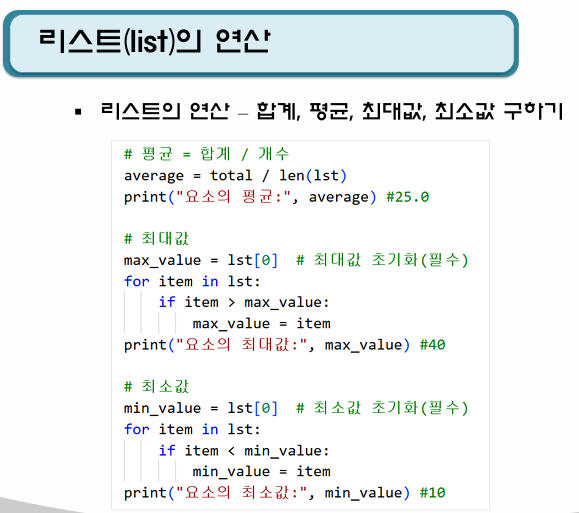 리스트(list)의 연산
▪ 리스트의 연산 – 합계, 평균, 최대값, 최소값 구하기
# 평균 = 합계 / 개수
average = total / len(lst)
print("요소의 평균:", average) #25.0
# 최대값
max_value = lst[0]  # 최대값 초기화(필수)
for item in lst:
    if item > max_value:
        max_value = item
print("요소의 최대값:", max_value) #40
# 최소값
min_value = lst[0]  # 최소값 초기화(필수)
for item in lst:
    if item < min_value:
        min_value = item
print("요소의 최소값:", min_value) #10